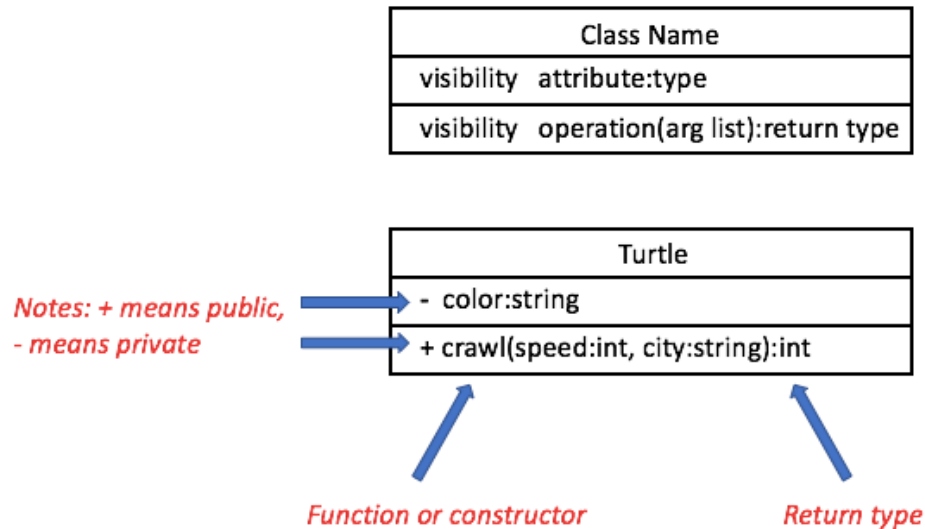 Class Name
visibility attribute:type
visibility operation(arg list):return type
Turtle
- color:string
+ crawl(speed:int, city:string):int
Notes: + means public,
- means private
Function or constructor
Return type